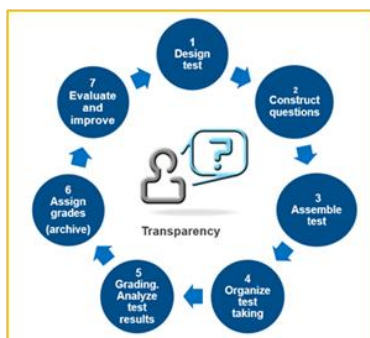 1
Design
test
2
Construct
questions
3
Assemble
test
4
Organize
test
taking
5
Grading.
Analyze
test
results
6
Assign
grades
(archive)
7
Evaluate
and
improve
?
Transparency